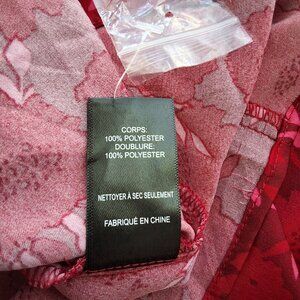 CORPS:
100% POLYESTER
DOUBLURE:
100% POLYESTER
NETTOYER À SEC SEULEMENT
FABRIQUÉ EN CHINE